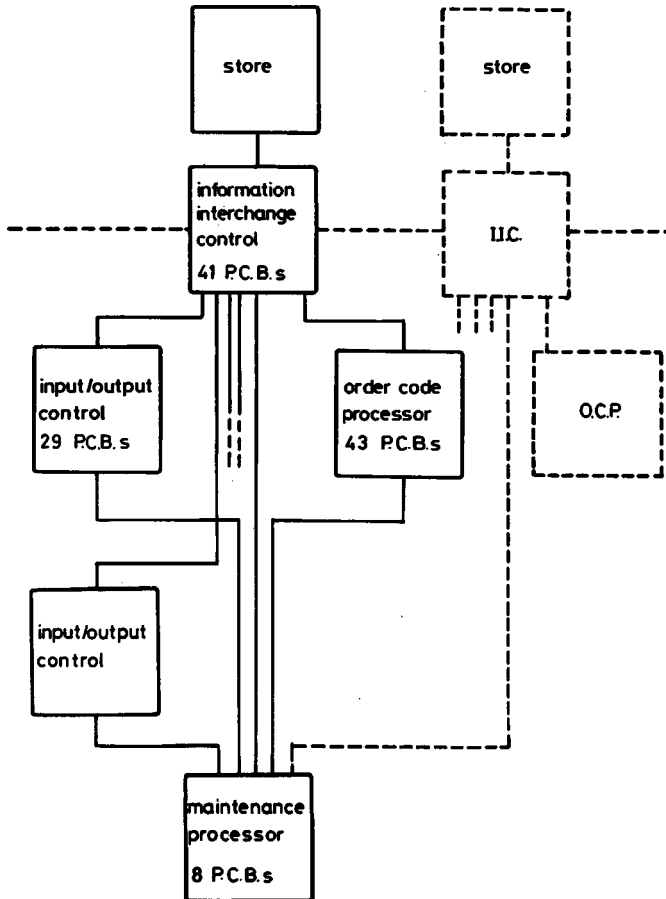 store
store
information
interchange
control
41 P.C.B.s
I.I.C.
input/output
control
29 P.C.B.s
order code
processor
43 P.C.B.s
O.C.P.
input/output
control
maintenance
processor
8 P.C.B.s